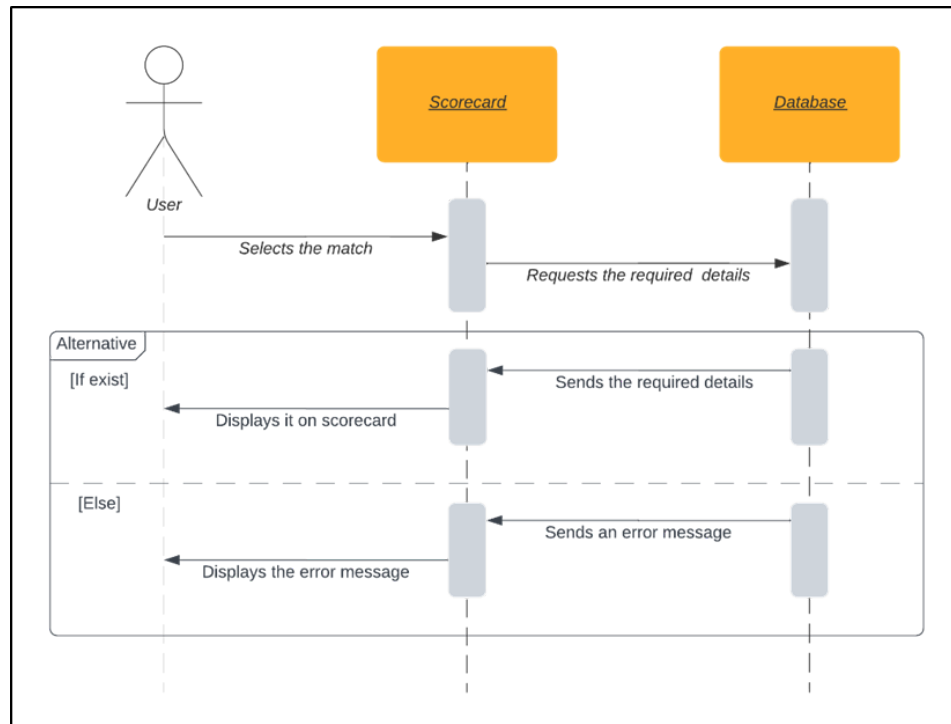 Scorecard
Database
User
Selects the match
Requests the required details
Alternative
[If exist]
Sends the required details
Displays it on scorecard
[Else]
Sends an error message
Displays the error message